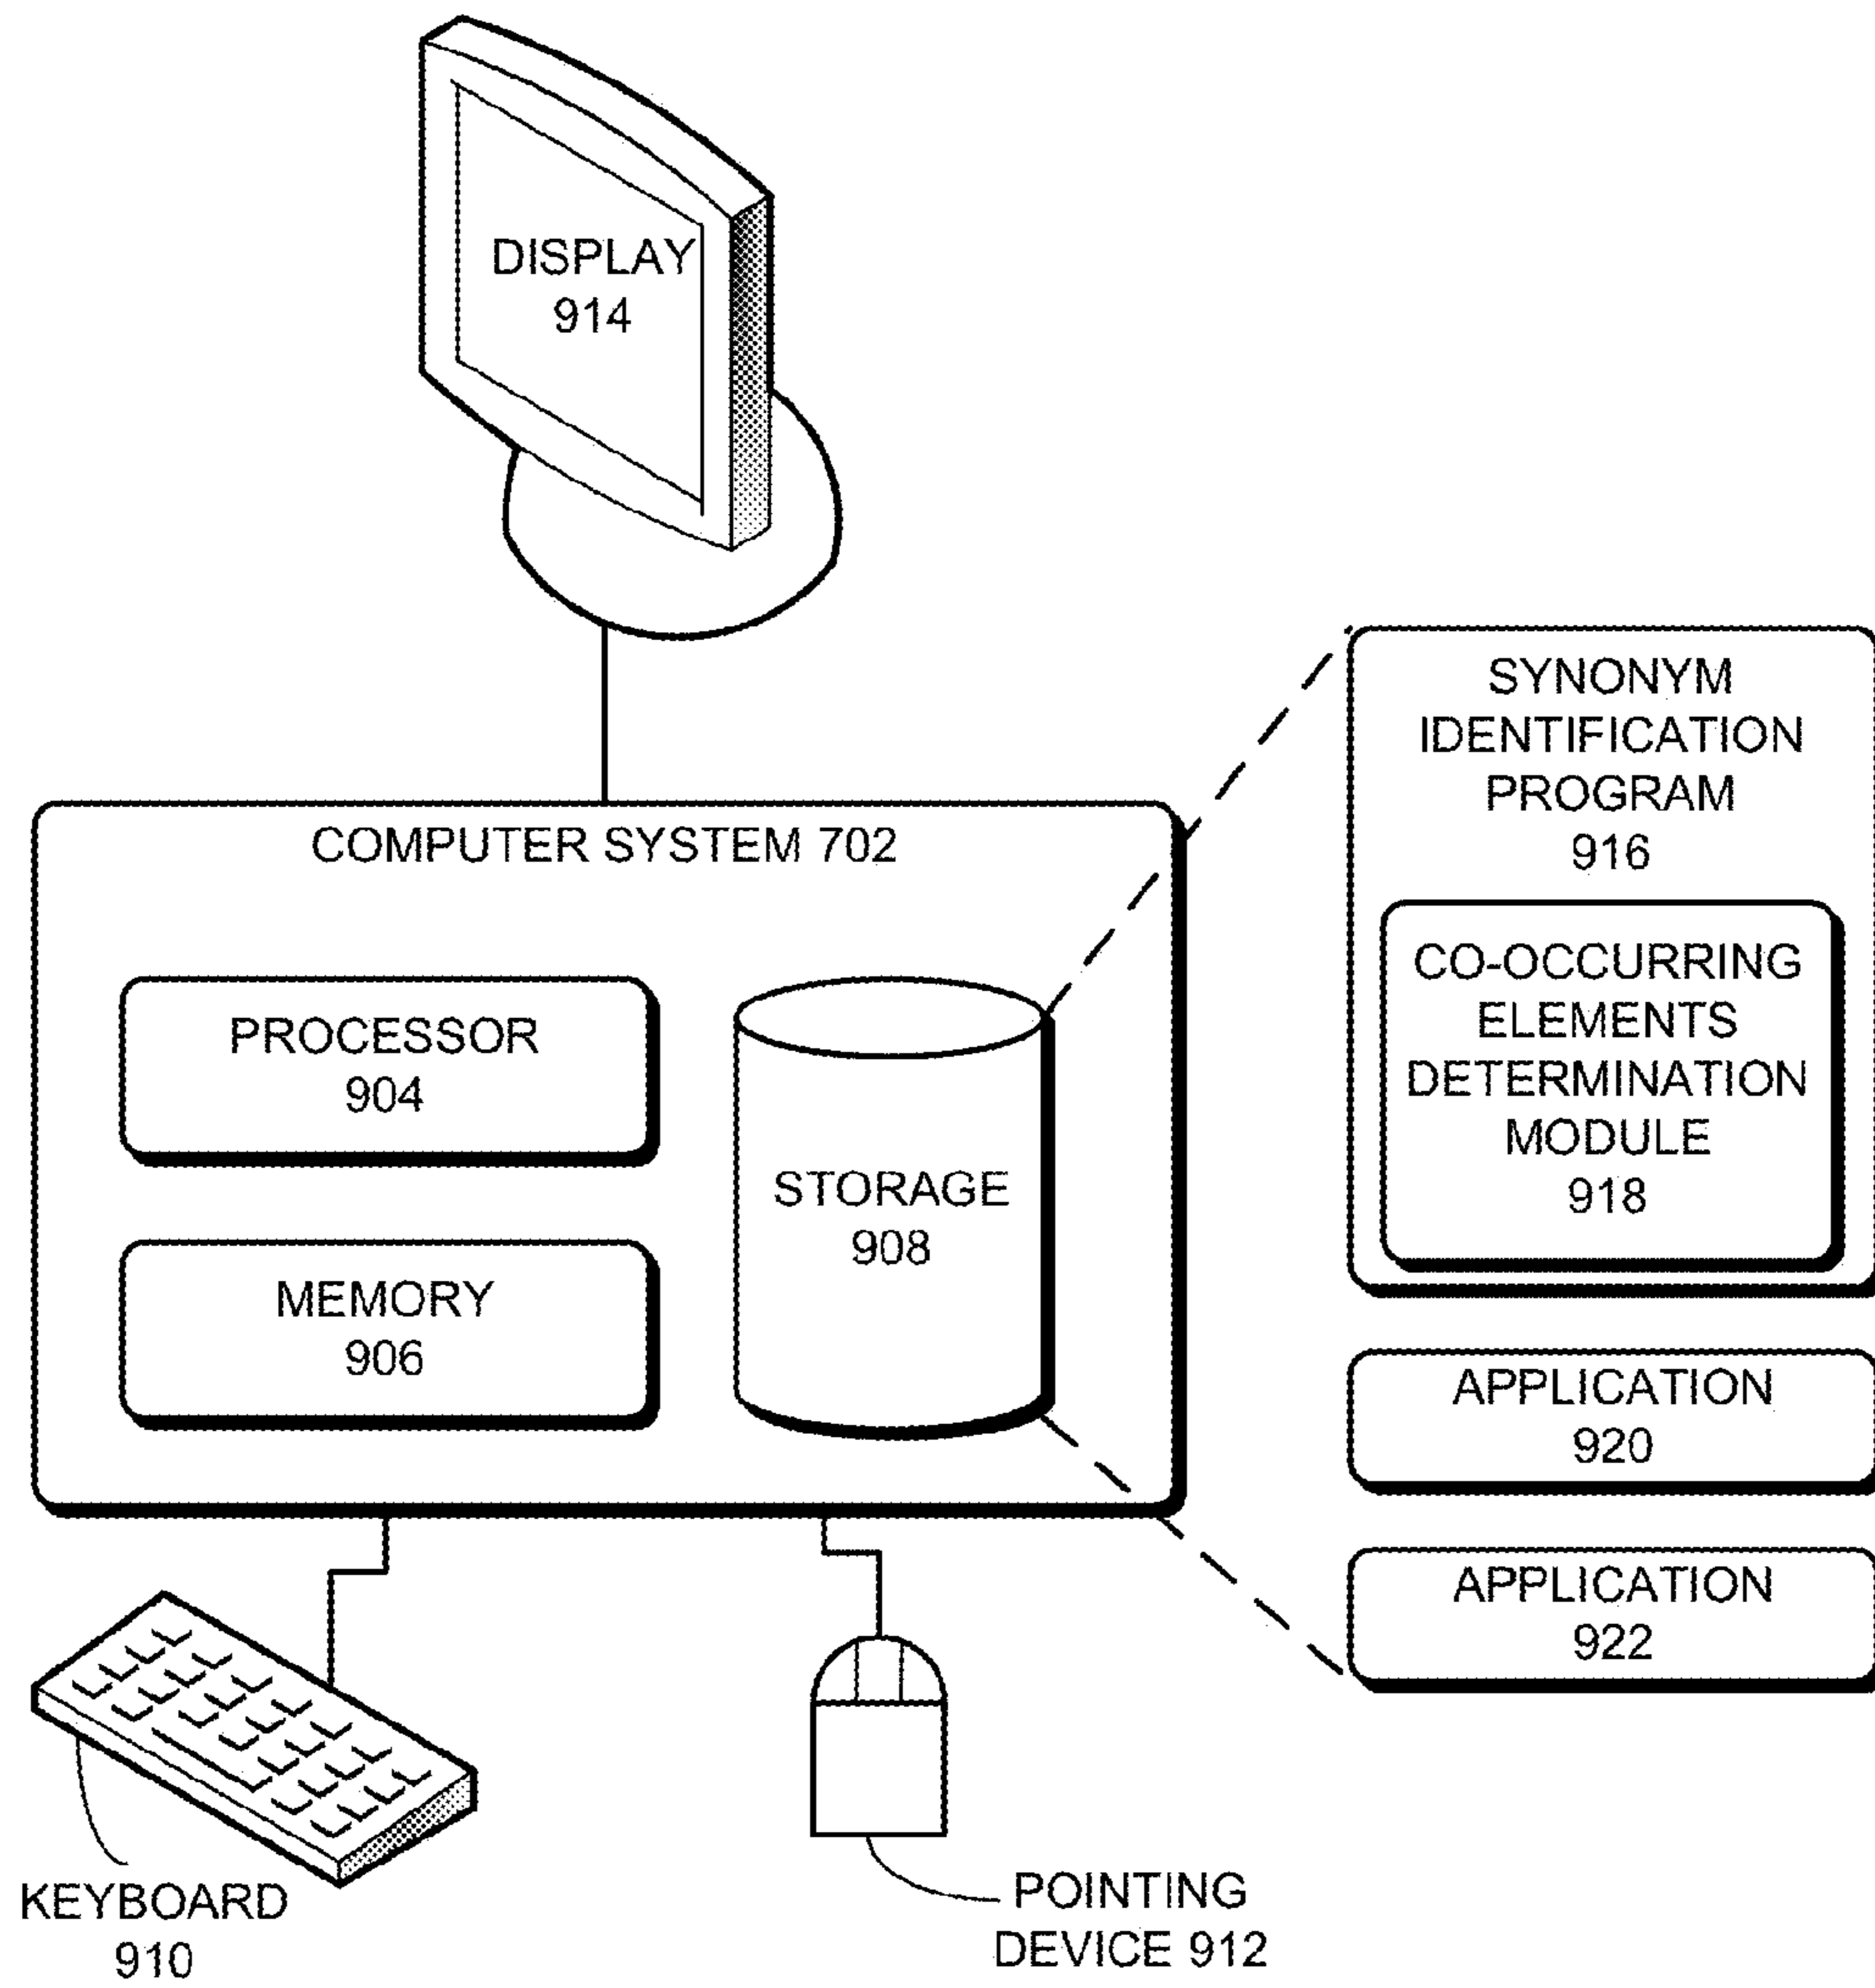 DISPLAY
914
COMPUTER SYSTEM 702
PROCESSOR
904
MEMORY
906
STORAGE
908
SYNONYM
IDENTIFICATION
PROGRAM
916
CO-OCCURRING
ELEMENTS
DETERMINATION
MODULE
918
APPLICATION
920
APPLICATION
922
KEYBOARD
910
POINTING
DEVICE 912